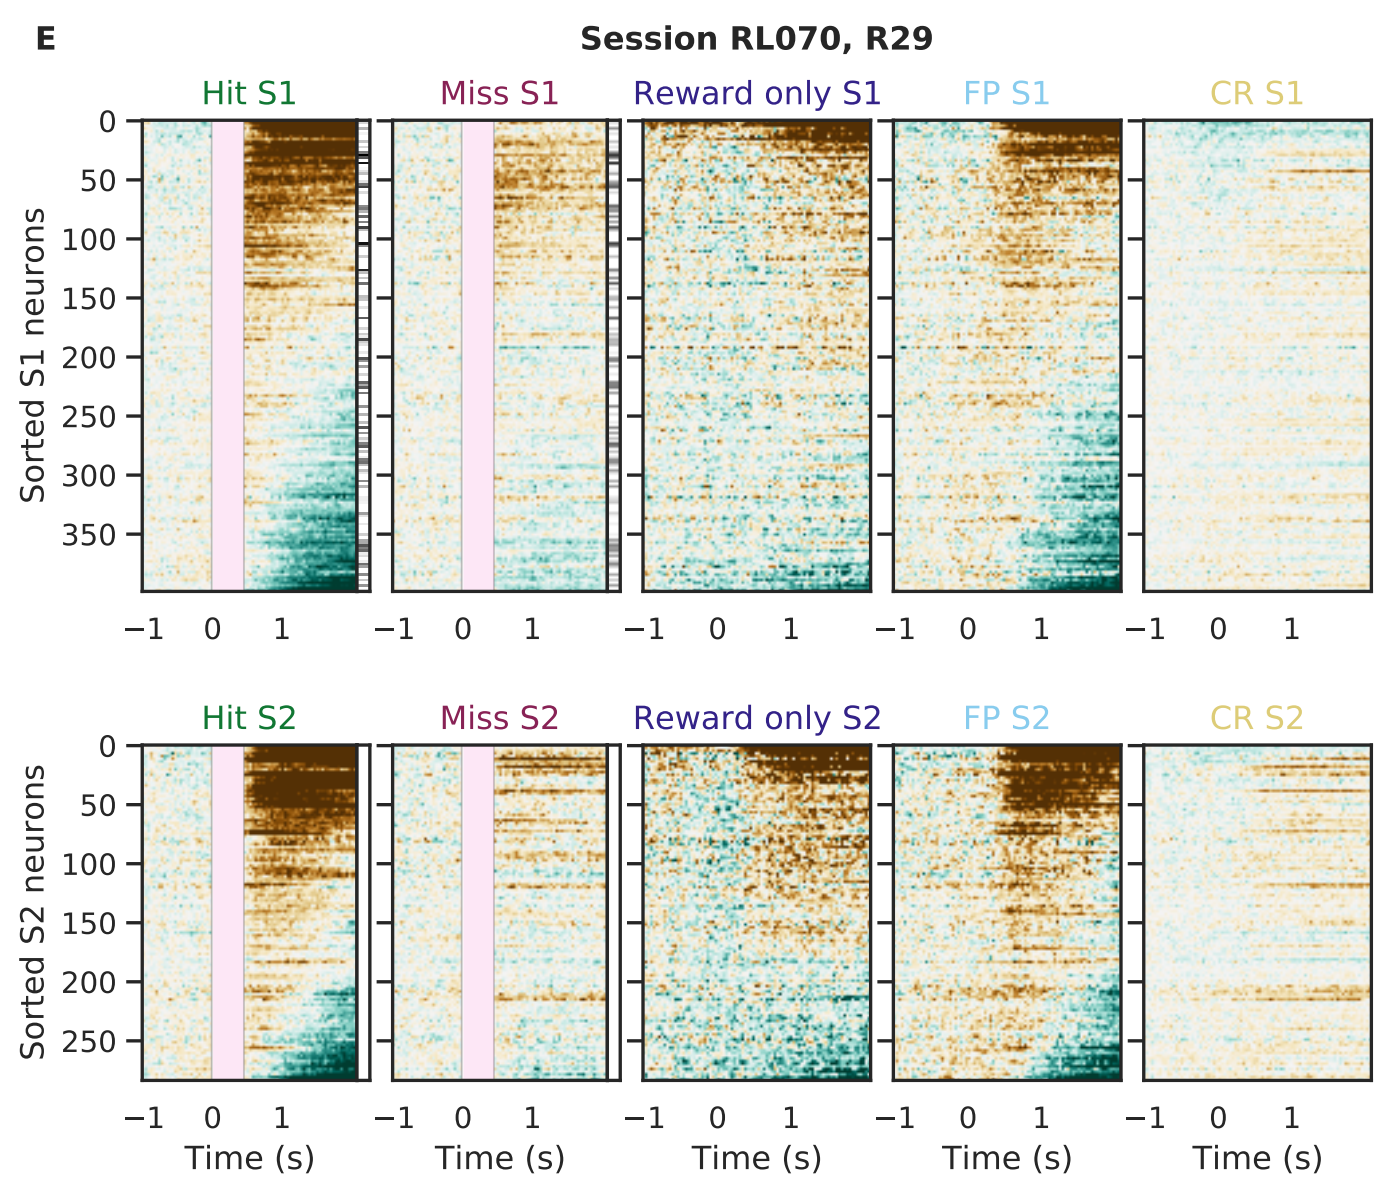 E
Session RL070, R29
Hit S1
Miss S1
Reward only S1
FP S1
CR S1
Sorted S1 neurons
0
50
100
150
200
250
300
350
−1 0 1
−1 0 1
−1 0 1
−1 0 1
−1 0 1
Hit S2
Miss S2
Reward only S2
FP S2
CR S2
Sorted S2 neurons
0
50
100
150
200
250
−1 0 1
−1 0 1
−1 0 1
−1 0 1
−1 0 1
Time (s)
Time (s)
Time (s)
Time (s)
Time (s)